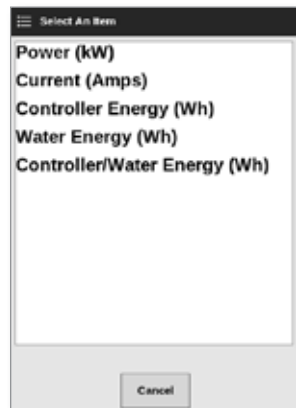 Select An Item
Power (kW)
Current (Amps)
Controller Energy (Wh)
Water Energy (Wh)
Controller/Water Energy (Wh)
Cancel